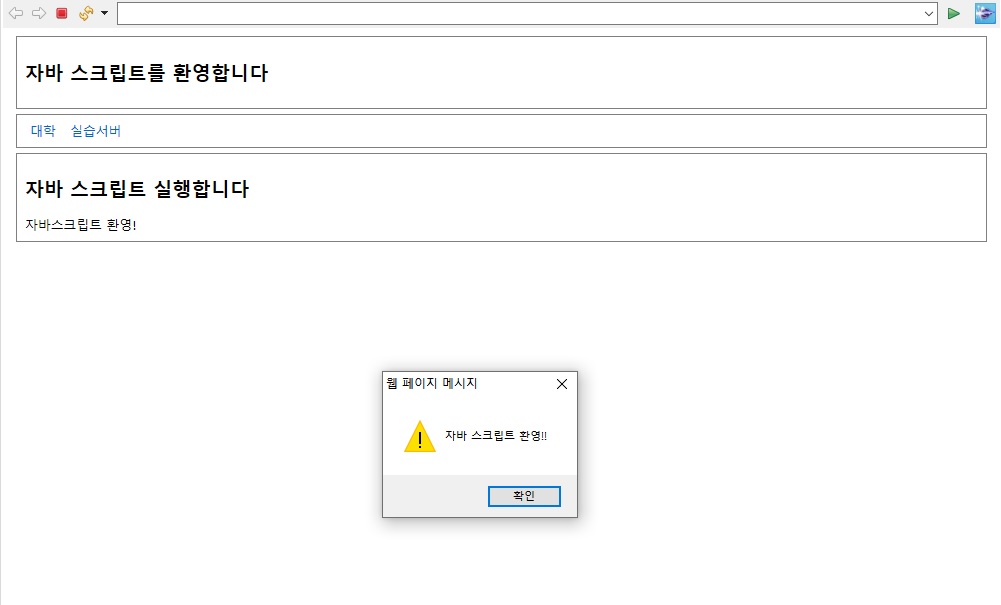 자바 스크립트를 환영합니다
대학 실습서버
자바 스크립트 실행합니다
자바스크립트 환영!
웹 페이지 메시지
자바 스크립트 환영!!
확인